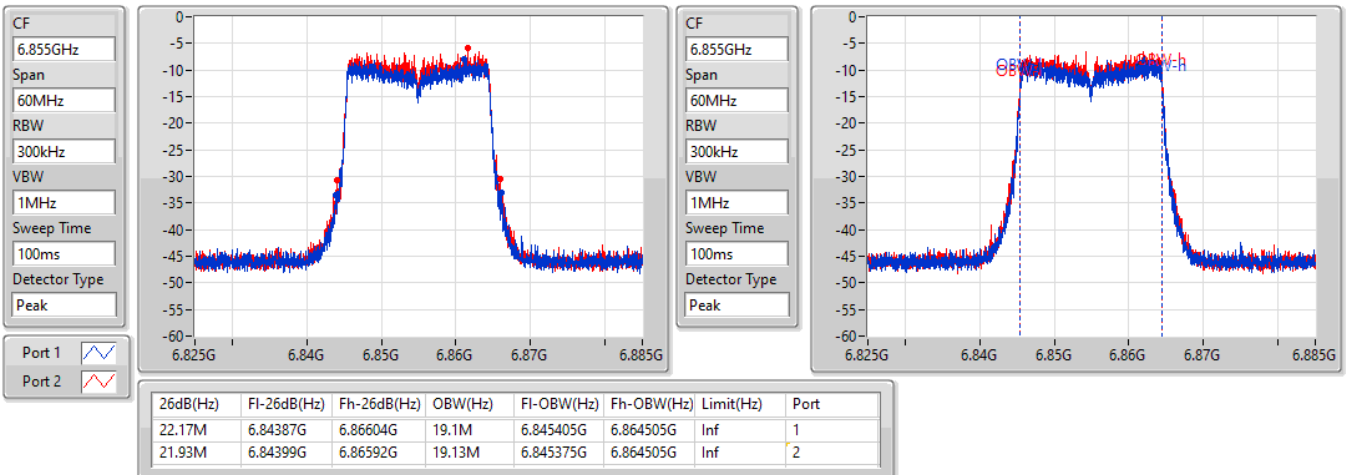 CF
6.855GHz
Span
60MHz
RBW
300kHz
VBW
1MHz
Sweep Time
100ms
Detector Type
Peak
Port 1
Port 2
0-
-5-
-10-
-15-
-20-
-25-
-30-
-35-
-40-
-45-
-50-
-55-
-60-
6.825G 6.84G 6.85G 6.86G 6.87G 6.885G
CF
6.855GHz
Span
60MHz
RBW
300kHz
VBW
1MHz
Sweep Time
100ms
Detector Type
Peak
0-
-5-
-10-
-15-
-20-
-25-
-30-
-35-
-40-
-45-
-50-
-55-
-60-
6.825G 6.84G 6.85G 6.86G 6.87G 6.885G
26dB(Hz) Fl-26dB(Hz) Fh-26dB(Hz) OBW(Hz) Fl-OBW(Hz) Fh-OBW(Hz) Limit(Hz) Port
22.17M 6.84387G 6.86604G 19.1M 6.845405G 6.864505G Inf 1
21.93M 6.84399G 6.86592G 19.13M 6.845375G 6.864505G Inf 2